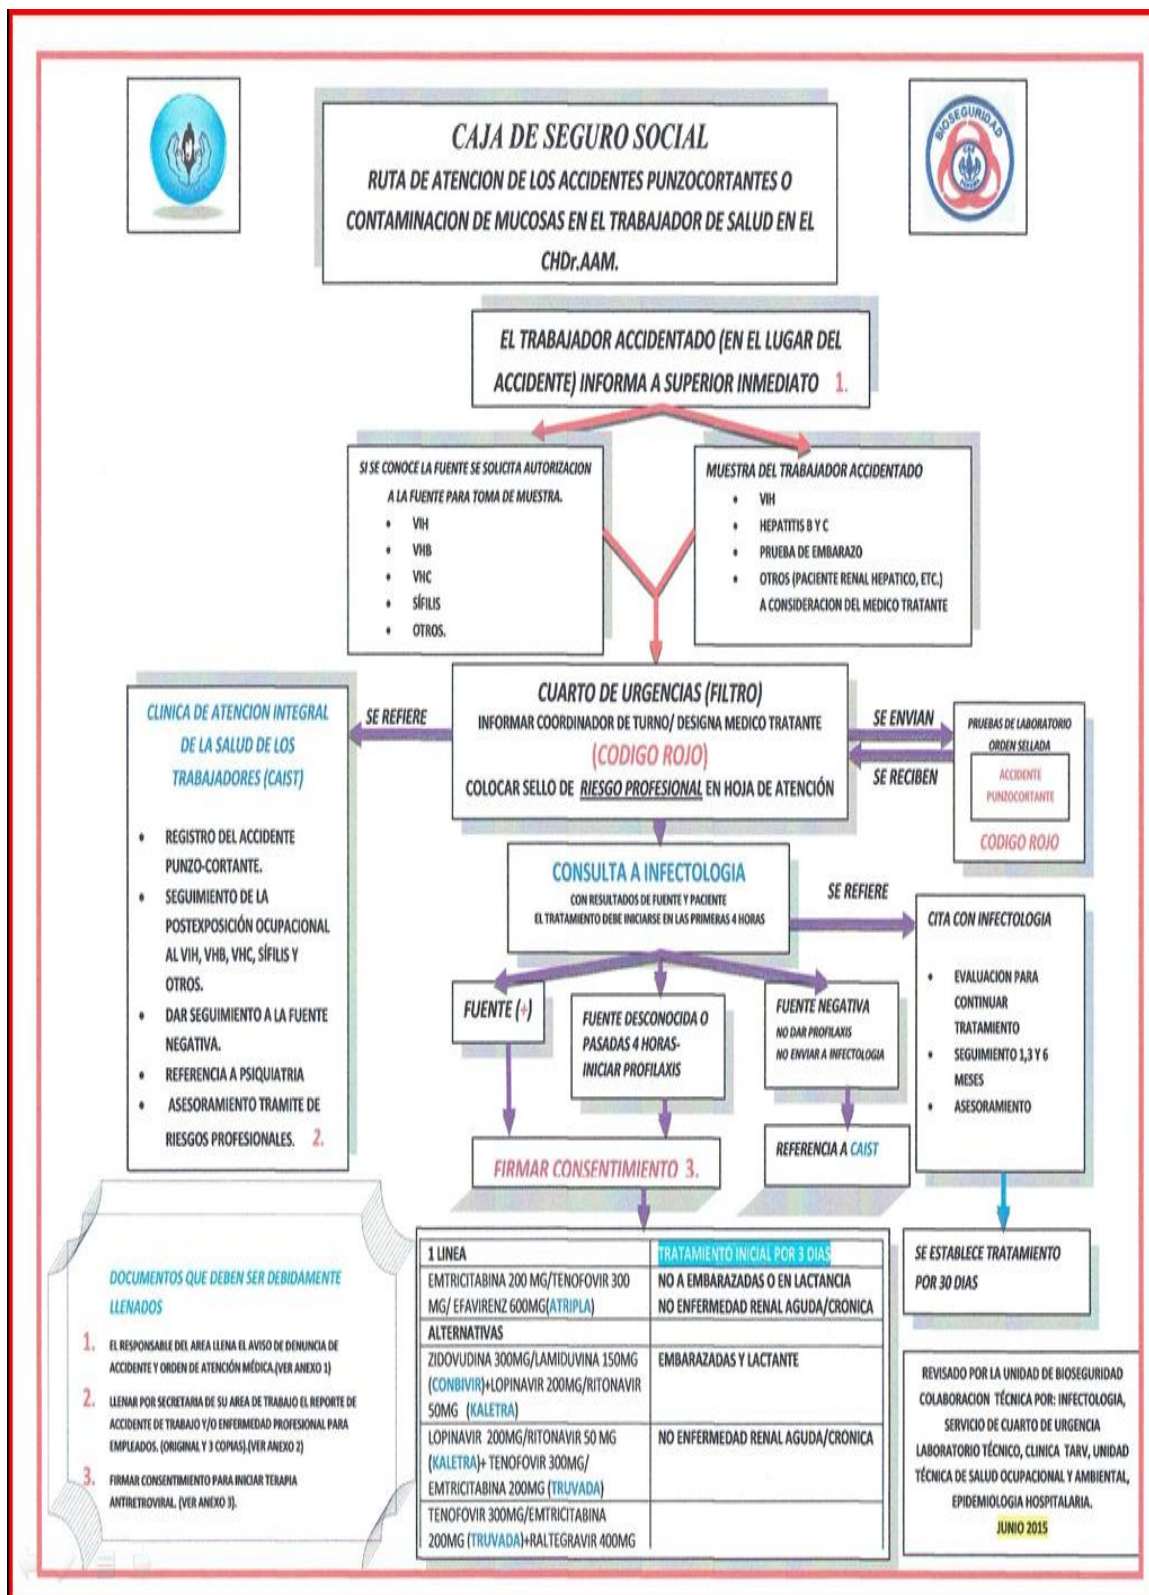 BIOSEGURIDAD
CAJA DE SEGURO SOCIAL
RUTA DE ATENCION DE LOS ACCIDENTES PUNZOCORTANTES O
CONTAMINACION DE MUCOSAS EN EL TRABAJADOR DE SALUD EN EL
CHDr.AAM.
EL TRABAJADOR ACCIDENTADO (EN EL LUGAR DEL
ACCIDENTE) INFORMA A SUPERIOR INMEDIATO 1.
SI SE CONOCE LA FUENTE SE SOLICITA AUTORIZACION
A LA FUENTE PARA TOMA DE MUESTRA.
• VIH
• VHB
• VHC
• SÍFILIS
• OTROS.
MUESTRA DEL TRABAJADOR ACCIDENTADO
• VIH
• HEPATITIS B Y C
• PRUEBA DE EMBARAZO
• OTROS (PACIENTE RENAL HEPATICO, ETC.)
A CONSIDERACION DEL MEDICO TRATANTE
CUARTO DE URGENCIAS (FILTRO)
INFORMAR COORDINADOR DE TURNO/ DESIGNA MEDICO TRATANTE
(CODIGO ROJO)
COLOCAR SELLO DE RIESGO PROFESIONAL EN HOJA DE ATENCIÓN
SE REFIERE
CLINICA DE ATENCION INTEGRAL
DE LA SALUD DE LOS
TRABAJADORES (CAIST)
• REGISTRO DEL ACCIDENTE
PUNZO-CORTANTE.
• SEGUIMIENTO DE LA
POSTEXPOSICIÓN OCUPACIONAL
AL VIH, VHB, VHC, SÍFILIS Y
OTROS.
• DAR SEGUIMIENTO A LA FUENTE
NEGATIVA.
• REFERENCIA A PSIQUIATRIA
• ASESORAMIENTO TRAMITE DE
RIESGOS PROFESIONALES. 2.
SE ENVIAN
SE RECIBEN
PRUEBAS DE LABORATORIO
ORDEN SELLADA
ACCIDENTE
PUNZOCORTANTE
CODIGO ROJO
CONSULTA A INFECTOLOGIA
CON RESULTADOS DE FUENTE Y PACIENTE
EL TRATAMIENTO DEBE INICIARSE EN LAS PRIMERAS 4 HORAS
SE REFIERE
CITA CON INFECTOLOGIA
• EVALUACION PARA
CONTINUAR
TRATAMIENTO
• SEGUIMIENTO 1,3 Y 6
MESES
• ASESORAMIENTO
FUENTE (+)
FUENTE DESCONOCIDA O
PASADAS 4 HORAS-
INICIAR PROFILAXIS
FUENTE NEGATIVA
NO DAR PROFILAXIS
NO ENVIAR A INFECTOLOGIA
REFERENCIA A CAIST
FIRMAR CONSENTIMIENTO 3.
SE ESTABLECE TRATAMIENTO
POR 30 DIAS
DOCUMENTOS QUE DEBEN SER DEBIDAMENTE
LLENADOS
1. EL RESPONSABLE DEL AREA LLENA EL AVISO DE DENUNCIA DE
ACCIDENTE Y ORDEN DE ATENCIÓN MÉDICA.(VER ANEXO 1)
2. LLENAR POR SECRETARIA DE SU AREA DE TRABAJO EL REPORTE DE
ACCIDENTE DE TRABAJO Y/O ENFERMEDAD PROFESIONAL PARA
EMPLEADOS. (ORIGINAL Y 3 COPIAS).(VER ANEXO 2)
3. FIRMAR CONSENTIMIENTO PARA INICIAR TERAPIA
ANTIRETROVIRAL. (VER ANEXO 3).
1 LINEA TRATAMIENTO INICIAL POR 3 DIAS
EMTRICITABINA 200 MG/TENOFOVIR 300 NO A EMBARAZADAS O EN LACTANCIA
MG/ EFAVIRENZ 600MG(ATRIPLA) NO ENFERMEDAD RENAL AGUDA/CRONICA
ALTERNATIVAS
ZIDOVUDINA 300MG/LAMIDUVINA 150MG EMBARAZADAS Y LACTANTE
(CONBIVIR)+LOPINAVIR 200MG/RITONAVIR
50MG (KALETRA)
LOPINAVIR 200MG/RITONAVIR 50 MG NO ENFERMEDAD RENAL AGUDA/CRONICA
(KALETRA)+ TENOFOVIR 300MG/
EMTRICITABINA 200MG (TRUVADA)
TENOFOVIR 300MG/EMTRICITABINA
200MG (TRUVADA)+RALTEGRAVIR 400MG
REVISADO POR LA UNIDAD DE BIOSEGURIDAD
COLABORACION TÉCNICA POR: INFECTOLOGIA,
SERVICIO DE CUARTO DE URGENCIA
LABORATORIO TÉCNICO, CLINICA TARV, UNIDAD
TÉCNICA DE SALUD OCUPACIONAL Y AMBIENTAL,
EPIDEMIOLOGIA HOSPITALARIA.
JUNIO 2015